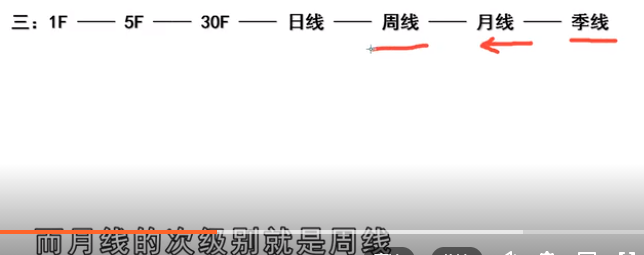 三：1F —— 5F —— 30F —— 日线 —— 周线 —— 月线 —— 季线
而月线的次级别就是周线